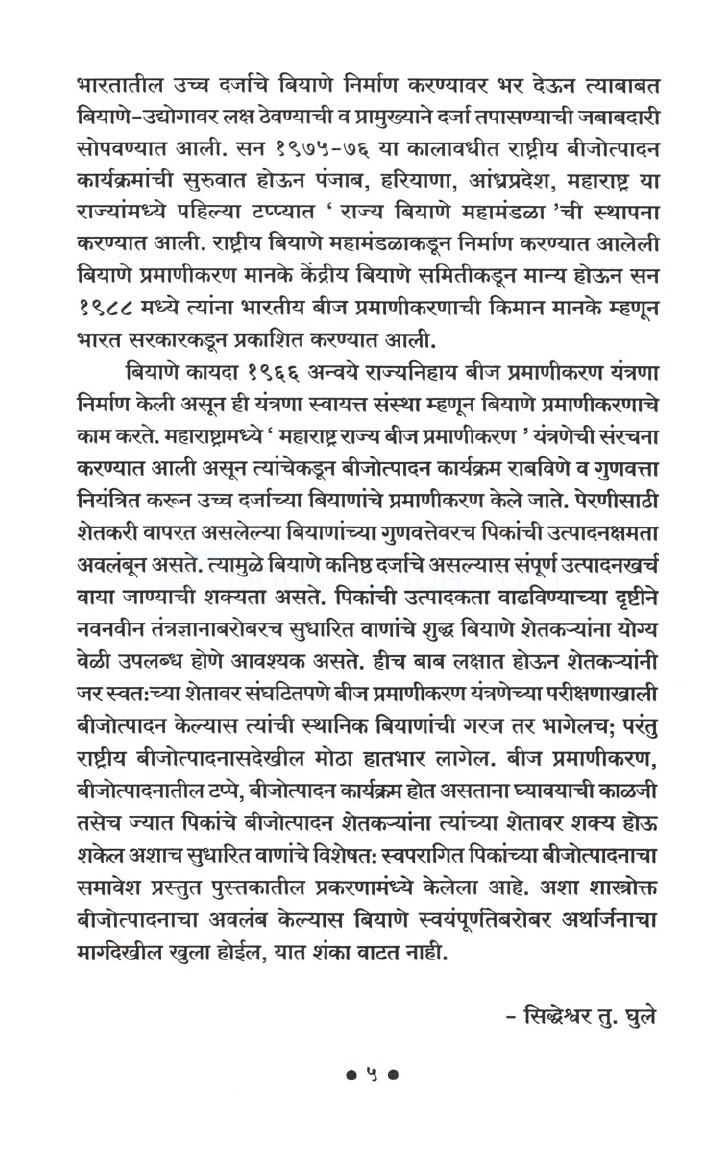 भारतातील उच्च दर्जाचे बियाणे निर्माण करण्यावर भर देऊन त्याबाबत
बियाणे-उद्योगावर लक्ष ठेवण्याची व प्रामुख्याने दर्जा तपासण्याची जबाबदारी
सोपवण्यात आली. सन १९७५-७६ या कालावधीत राष्ट्रीय बीजोत्पादन
कार्यक्रमांची सुरुवात होऊन पंजाब, हरियाणा, आंध्रप्रदेश, महाराष्ट्र या
राज्यांमध्ये पहिल्या टप्प्यात ‘ राज्य बियाणे महामंडळा ’ची स्थापना
करण्यात आली. राष्ट्रीय बियाणे महामंडळाकडून निर्माण करण्यात आलेली
बियाणे प्रमाणीकरण मानके केंद्रीय बियाणे समितीकडून मान्य होऊन सन
१९८८ मध्ये त्यांना भारतीय बीज प्रमाणीकरणाची किमान मानके म्हणून
भारत सरकारकडून प्रकाशित करण्यात आली.
बियाणे कायदा १९६६ अन्वये राज्यनिहाय बीज प्रमाणीकरण यंत्रणा
निर्माण केली असून ही यंत्रणा स्वायत्त संस्था म्हणून बियाणे प्रमाणीकरणाचे
काम करते. महाराष्ट्रामध्ये ‘ महाराष्ट्र राज्य बीज प्रमाणीकरण ’ यंत्रणेची संरचना
करण्यात आली असून त्यांचेकडून बीजोत्पादन कार्यक्रम राबविणे व गुणवत्ता
नियंत्रित करून उच्च दर्जाच्या बियाणांचे प्रमाणीकरण केले जाते. पेरणीसाठी
शेतकरी वापरत असलेल्या बियाणांच्या गुणवत्तेवरच पिकांची उत्पादनक्षमता
अवलंबून असते. त्यामुळे बियाणे कनिष्ठ दर्जाचे असल्यास संपूर्ण उत्पादनखर्च
वाया जाण्याची शक्यता असते. पिकांची उत्पादकता वाढविण्याच्या दृष्टीने
नवनवीन तंत्रज्ञानाबरोबरच सुधारित वाणांचे शुद्ध बियाणे शेतकऱ्यांना योग्य
वेळी उपलब्ध होणे आवश्यक असते. हीच बाब लक्षात होऊन शेतकऱ्यांनी
जर स्वत:च्या शेतावर संघटितपणे बीज प्रमाणीकरण यंत्रणेच्या परीक्षणाखाली
बीजोत्पादन केल्यास त्यांची स्थानिक बियाणांची गरज तर भागेलच; परंतु
राष्ट्रीय बीजोत्पादनासदेखील मोठा हातभार लागेल. बीज प्रमाणीकरण,
बीजोत्पादनातील टप्पे, बीजोत्पादन कार्यक्रम होत असताना घ्यावयाची काळजी
तसेच ज्यात पिकांचे बीजोत्पादन शेतकऱ्यांना त्यांच्या शेतावर शक्य होऊ
शकेल अशाच सुधारित वाणांचे विशेषत: स्वपरागित पिकांच्या बीजोत्पादनाचा
समावेश प्रस्तुत पुस्तकातील प्रकरणामंध्ये केलेला आहे. अशा शास्त्रोक्त
बीजोत्पादनाचा अवलंब केल्यास बियाणे स्वयंपूर्णतेबरोबर अर्थार्जनाचा
मार्गदेखील खुला होईल, यात शंका वाटत नाही.
- सिद्धेश्वर तु. घुले
● ५ ●